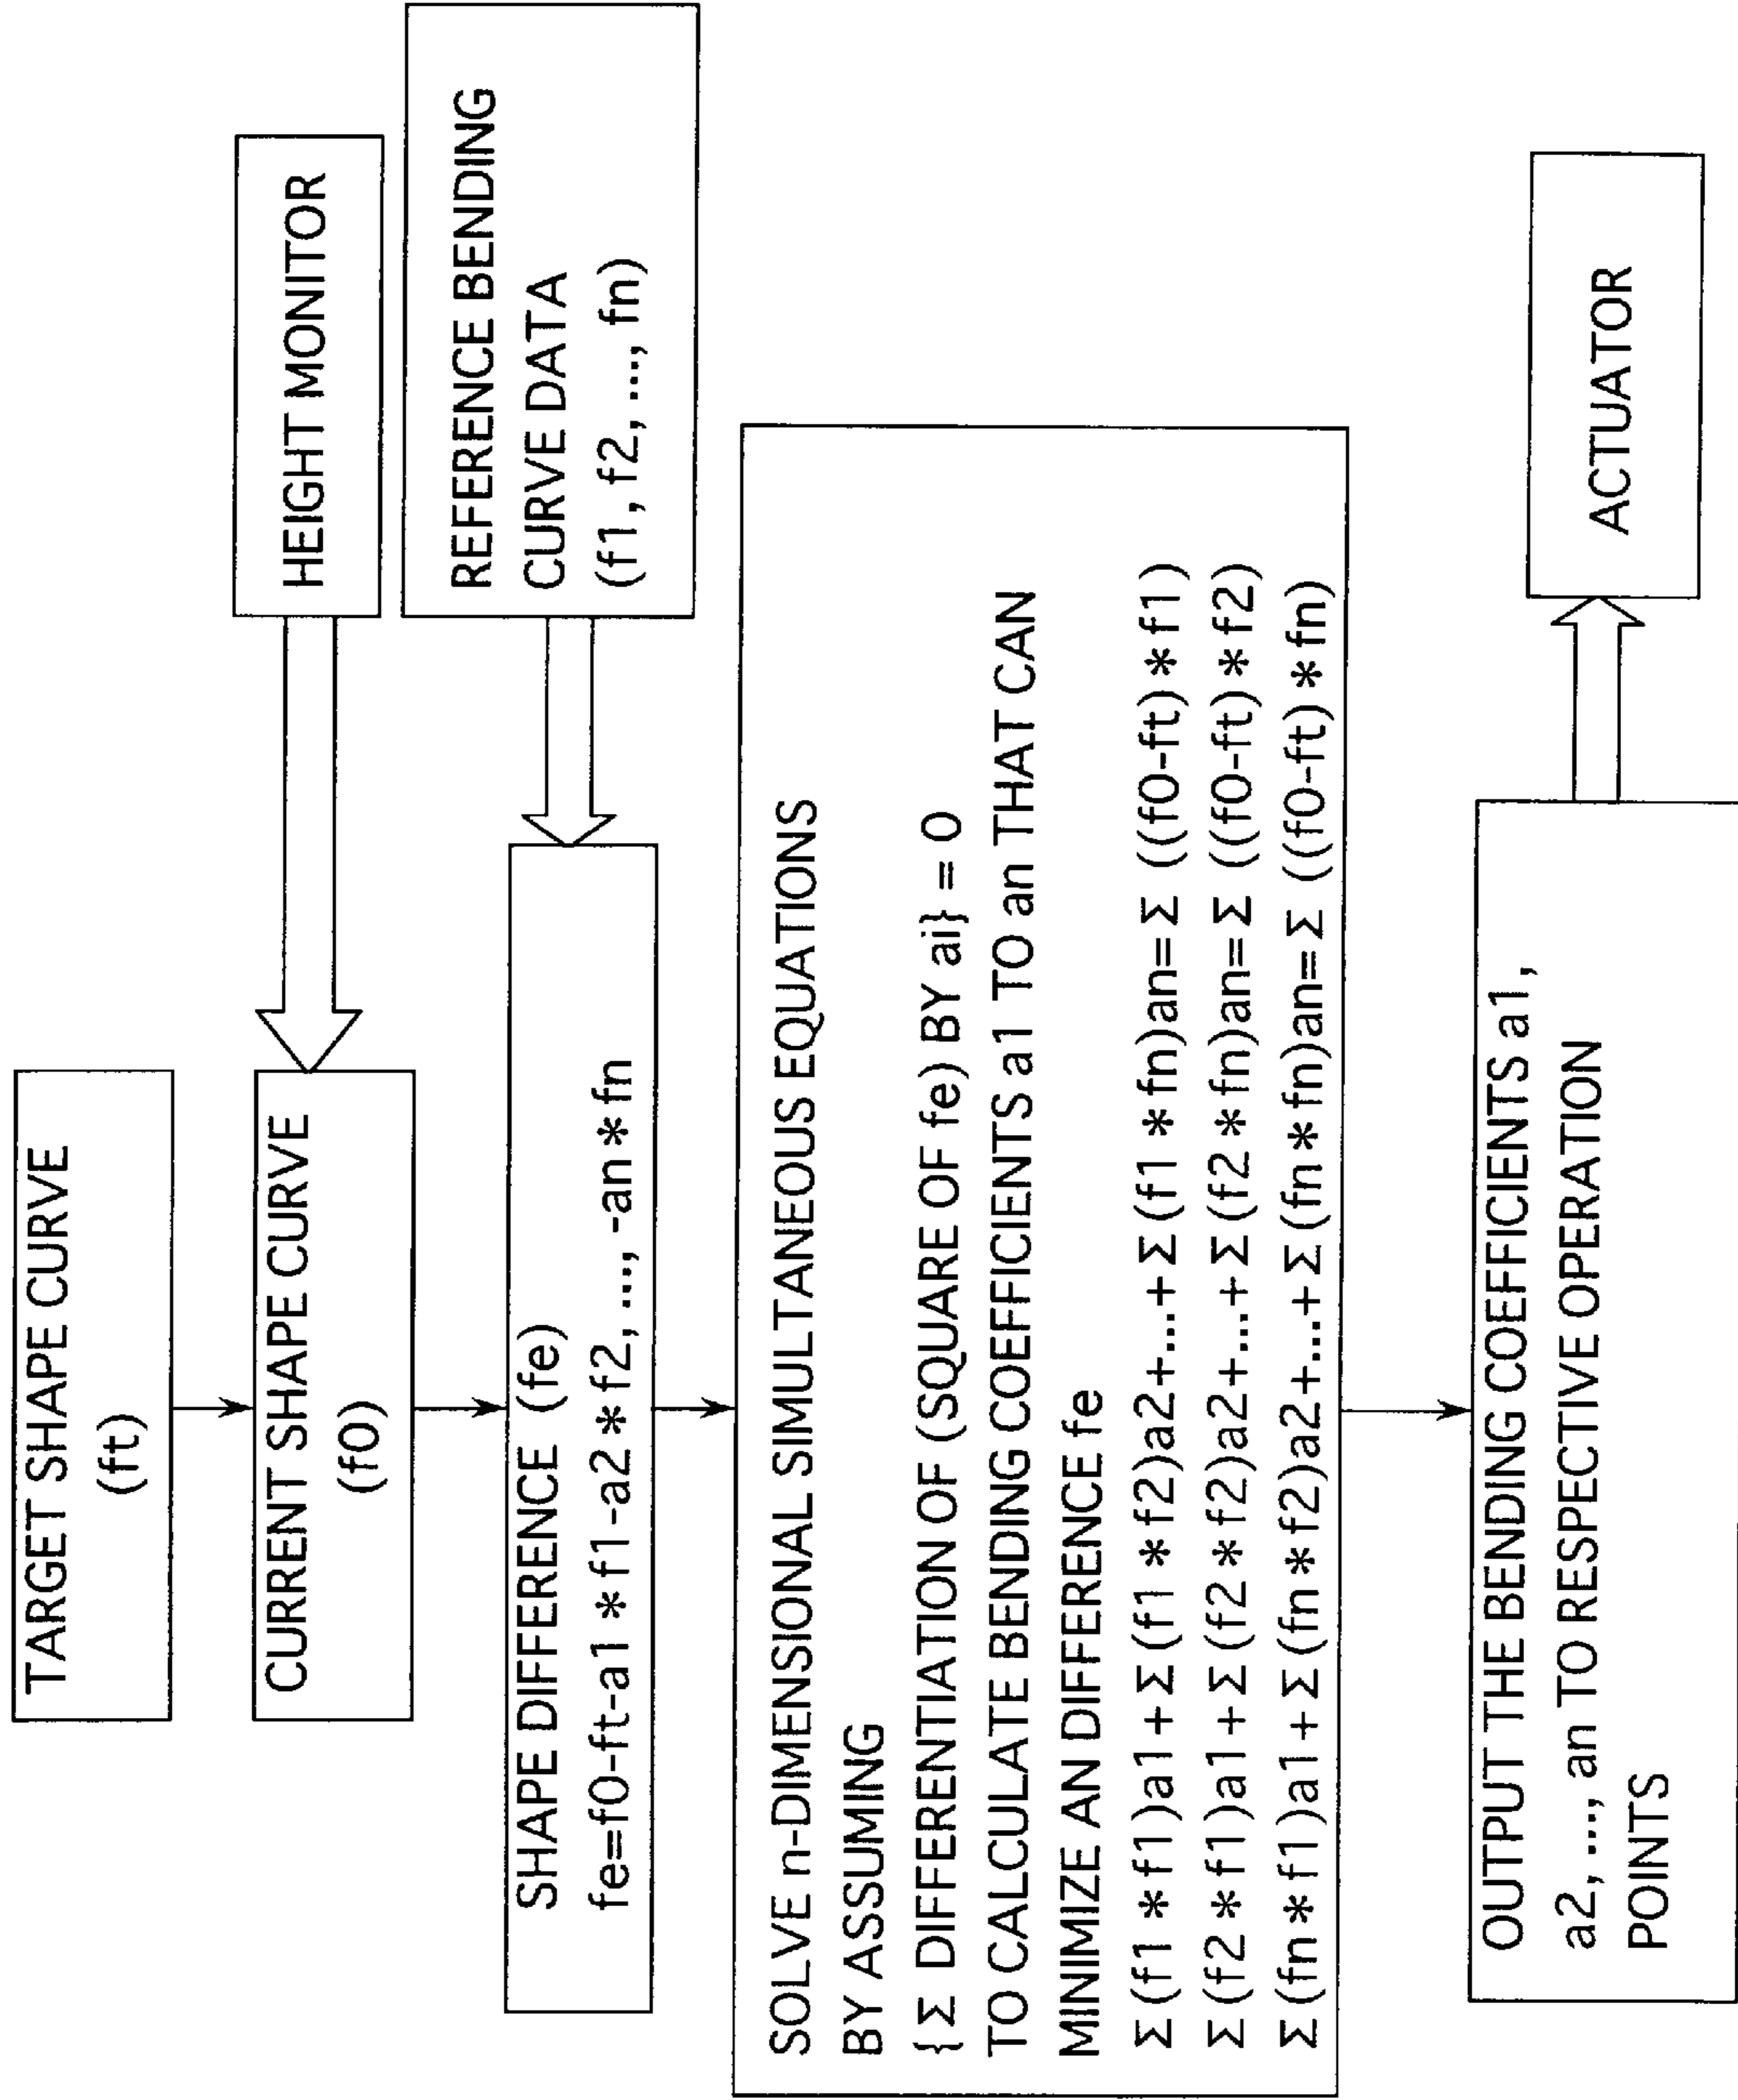 TARGET SHAPE CURVE
(ft)
CURRENT SHAPE CURVE
(f0)
HEIGHT MONITOR
SHAPE DIFFERENCE (fe)
fe=f0-ft-a1*f1-a2*f2, ..., -an*fn
REFERENCE BENDING
CURVE DATA
(f1, f2, ..., fn)
SOLVE n-DIMENSIONAL SIMULTANEOUS EQUATIONS
BY ASSUMING
{Σ DIFFERENTIATION OF (SQUARE OF fe) BY ai} = 0
TO CALCULATE BENDING COEFFICIENTS a1 TO an THAT CAN
MINIMIZE AN DIFFERENCE fe
Σ(f1*f1)a1+Σ(f1*f2)a2+...+Σ(f1*fn)an=Σ((f0-ft)*f1)
Σ(f2*f1)a1+Σ(f2*f2)a2+...+Σ(f2*fn)an=Σ((f0-ft)*f2)
Σ(fn*f1)a1+Σ(fn*f2)a2+...+Σ(fn*fn)an=Σ((f0-ft)*fn)
OUTPUT THE BENDING COEFFICIENTS a1,
a2, ..., an TO RESPECTIVE OPERATION
POINTS
ACTUATOR